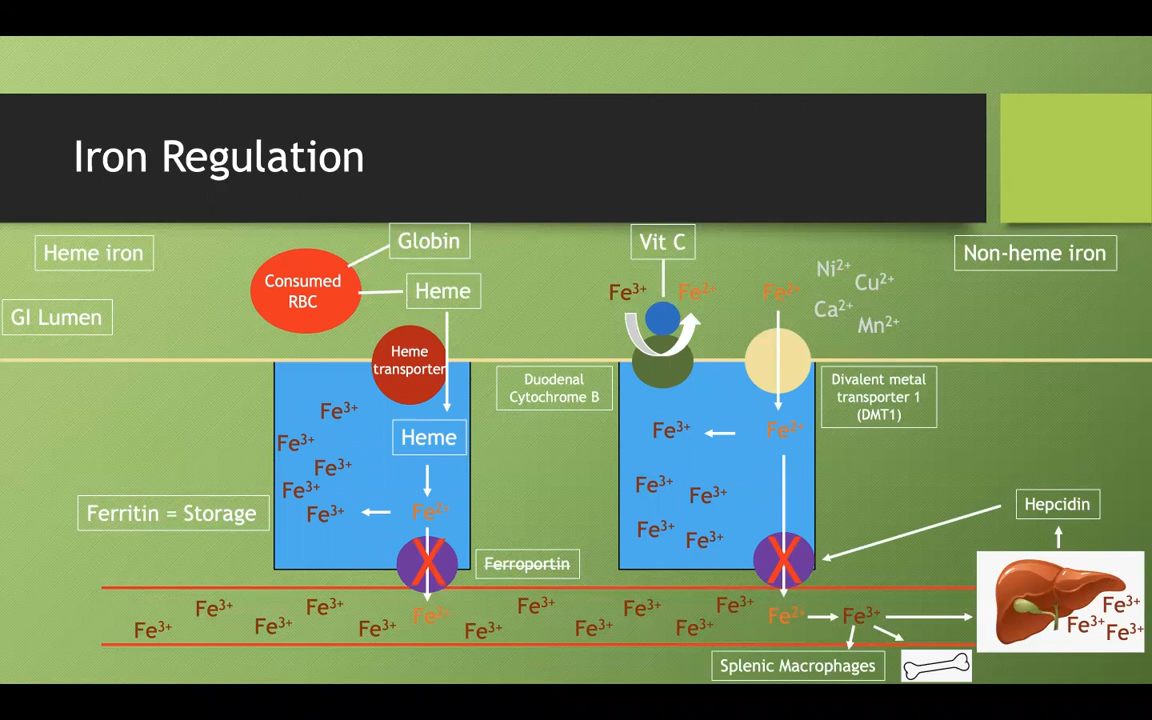 Iron Regulation
Heme iron
Globin
Vit C
Non-heme iron
GI Lumen
Consumed
RBC
Heme
Fe³⁺
Fe²⁺
Fe²⁺
Ni²⁺
Cu²⁺
Ca²⁺
Mn²⁺
Heme
transporter
Duodenal
Cytochrome B
Divalent metal
transporter 1
(DMT1)
Fe³⁺
Fe³⁺
Fe³⁺
Fe³⁺
Fe³⁺
Heme
Fe²⁺
Fe³⁺
Fe²⁺
Fe³⁺
Fe³⁺
Fe³⁺
Fe³⁺
Ferritin = Storage
X
Ferroportin
X
Hepcidin
Fe³⁺
Fe³⁺
Fe³⁺
Fe³⁺
Fe³⁺
Fe²⁺
Fe³⁺
Fe³⁺
Fe³⁺
Fe³⁺
Fe³⁺
Fe³⁺
Fe³⁺
Fe²⁺
Fe³⁺
Fe³⁺
Fe³⁺
Fe³⁺
Splenic Macrophages